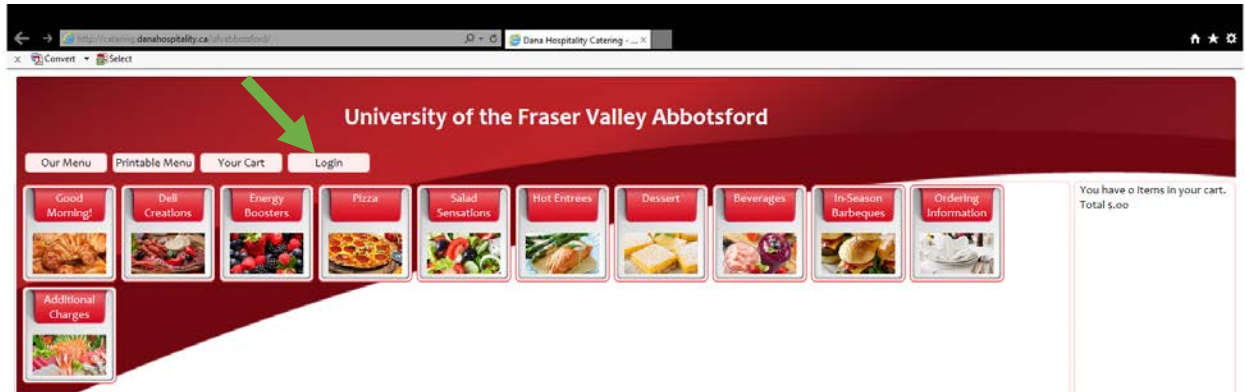 http://catering.danahospitality.ca/ufvabbotsford/
Dana Hospitality Catering - ...
x Convert Select
University of the Fraser Valley Abbotsford
Our Menu Printable Menu Your Cart Login
Good Morning!
Deli Creations
Energy Boosters
Pizza
Salad Sensations
Hot Entrees
Dessert
Beverages
In-Season Barbeques
Ordering Information
You have 0 items in your cart.
Total $.00
Additional Charges